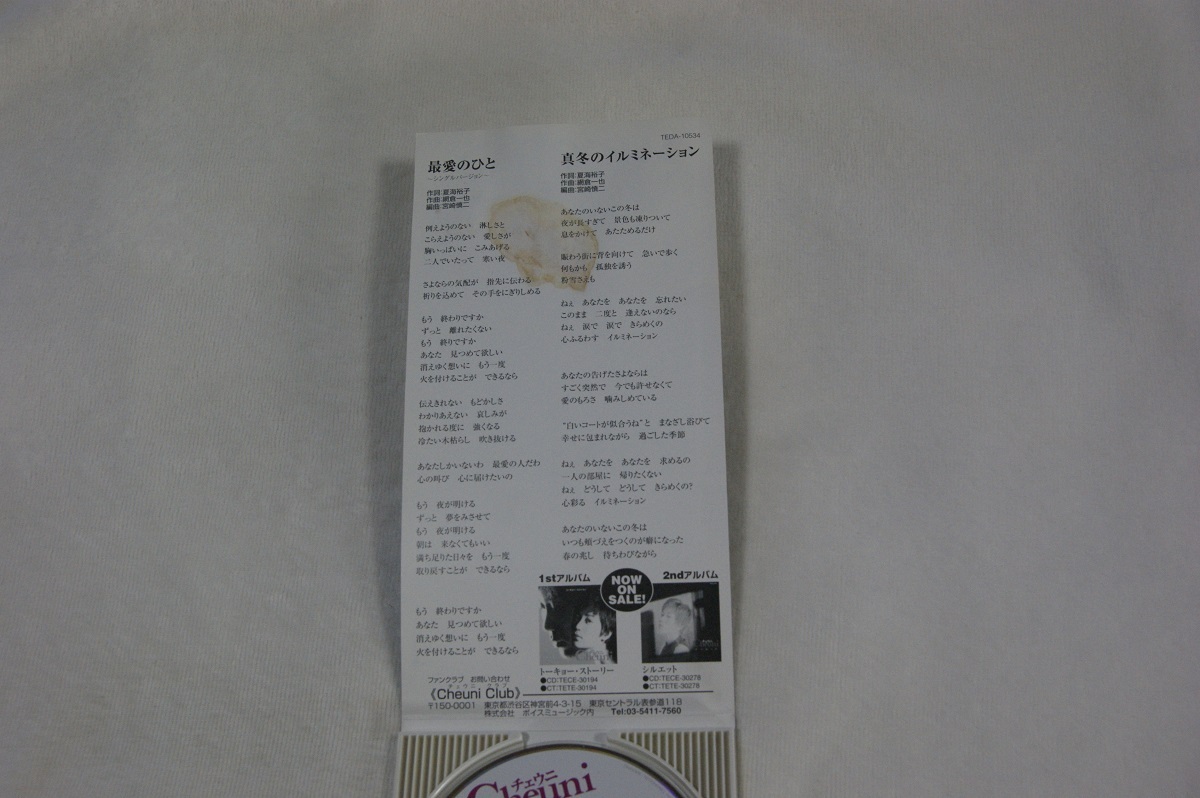 TEDA-10534
最愛のひと
～シングルバージョン～
作詞:夏海裕子
作曲:網倉一也
編曲:宮崎慎二
例えようのない　淋しさと
こらえようのない　愛しさが
胸いっぱいに　こみあげる
二人でいたって　寒い夜
さよならの気配が　指先に伝わる
祈りを込めて　その手をにぎりしめる
もう　終わりですか
ずっと　離れたくない
もう　終りですか
あなた　見つめて欲しい
消えゆく想いに　もう一度
火を付けることが　できるなら
伝えきれない　もどかしさ
わかりあえない　哀しみが
抱かれる度に　強くなる
冷たい木枯らし　吹き抜ける
あなたしかいないわ　最愛の人だわ
心の叫び　心に届けたいの
もう　夜が明ける
ずっと　夢をみさせて
もう　夜が明ける
朝は　来なくてもいい
満ち足りた日々を　もう一度
取り戻すことが　できるなら
もう　終わりですか
あなた　見つめて欲しい
消えゆく想いに　もう一度
火を付けることが　できるなら
真冬のイルミネーション
作詞:夏海裕子
作曲:網倉一也
編曲:宮崎慎二
あなたのいないこの冬は
夜が長すぎて　景色も凍りついて
息をかけて　あたためるだけ
賑わう街に背を向けて　急いで歩く
何もかも　孤独を誘う
粉雪さえも
ねぇ　あなたを　あなたを　忘れたい
このまま　二度と　逢えないのなら
ねぇ　涙で　涙で　きらめくの
心ふるわす　イルミネーション
あなたの告げたさよならは
すごく突然で　今でも許せなくて
愛のもろさ　噛みしめている
"白いコートが似合うね"と　まなざし浴びて
幸せに包まれながら　過ごした季節
ねぇ　あなたを　あなたを　求めるの
一人の部屋に　帰りたくない
ねぇ　どうして　どうして　きらめくの?
心彩る　イルミネーション
あなたのいないこの冬は
いつも頬づえをつくのが癖になった
春の兆し　待ちわびながら
1stアルバム
NOW
ON
SALE!
2ndアルバム
トーキョー・ストーリー
●CD:TECE-30194
●CT:TETE-30194
シルエット
●CD:TECE-30278
●CT:TETE-30278
ファンクラブ　お問い合わせ
チェウニ　クラブ
《Cheuni Club》
〒150-0001　東京都渋谷区神宮前4-3-15　東京セントラル表参道118
株式会社　ボイスミュージック内　Tel:03-5411-7560
チェウニ
Cheuni